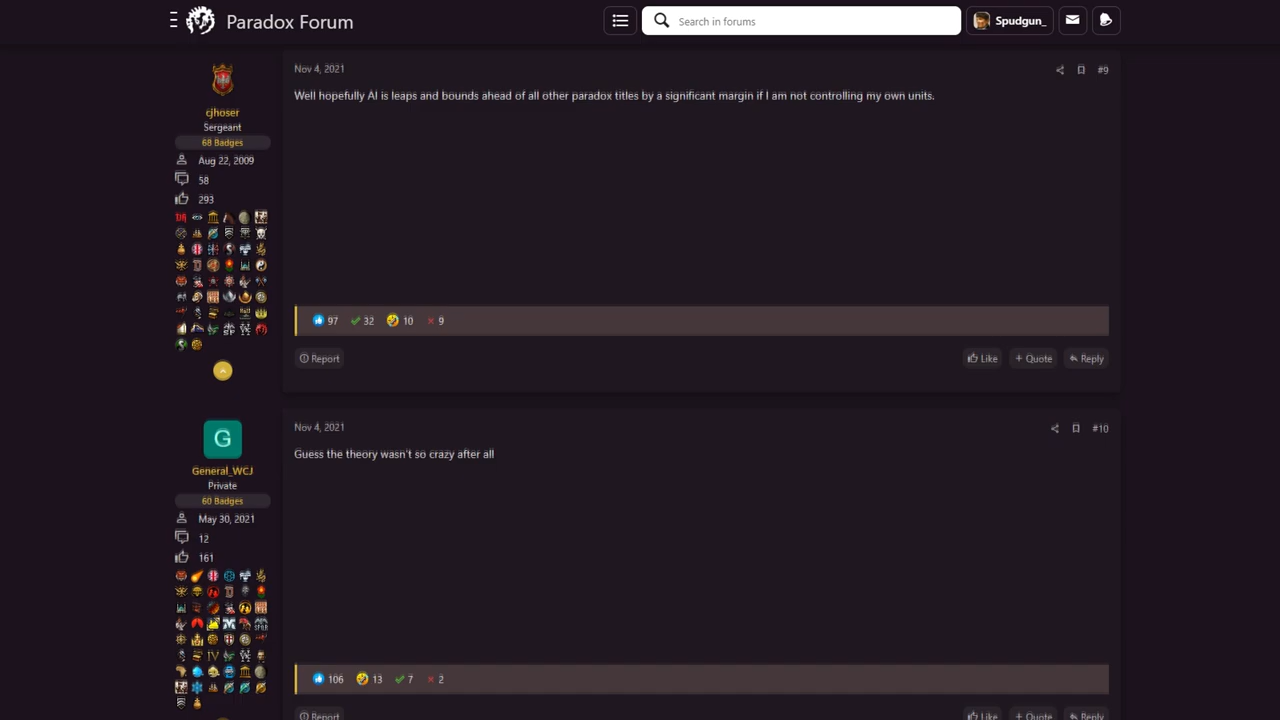 Paradox Forum
Search in forums
Spudgun_
Nov 4, 2021
#9
cjhoser
Sergeant
68 Badges
Aug 22, 2009
58
293
Well hopefully AI is leaps and bounds ahead of all other paradox titles by a significant margin if I am not controlling my own units.
97 32 10 9
Report
Like
Quote
Reply
Nov 4, 2021
#10
G
General_WCJ
Private
60 Badges
May 30, 2021
12
161
Guess the theory wasn't so crazy after all
106 13 7 2
Report
Like
Quote
Reply